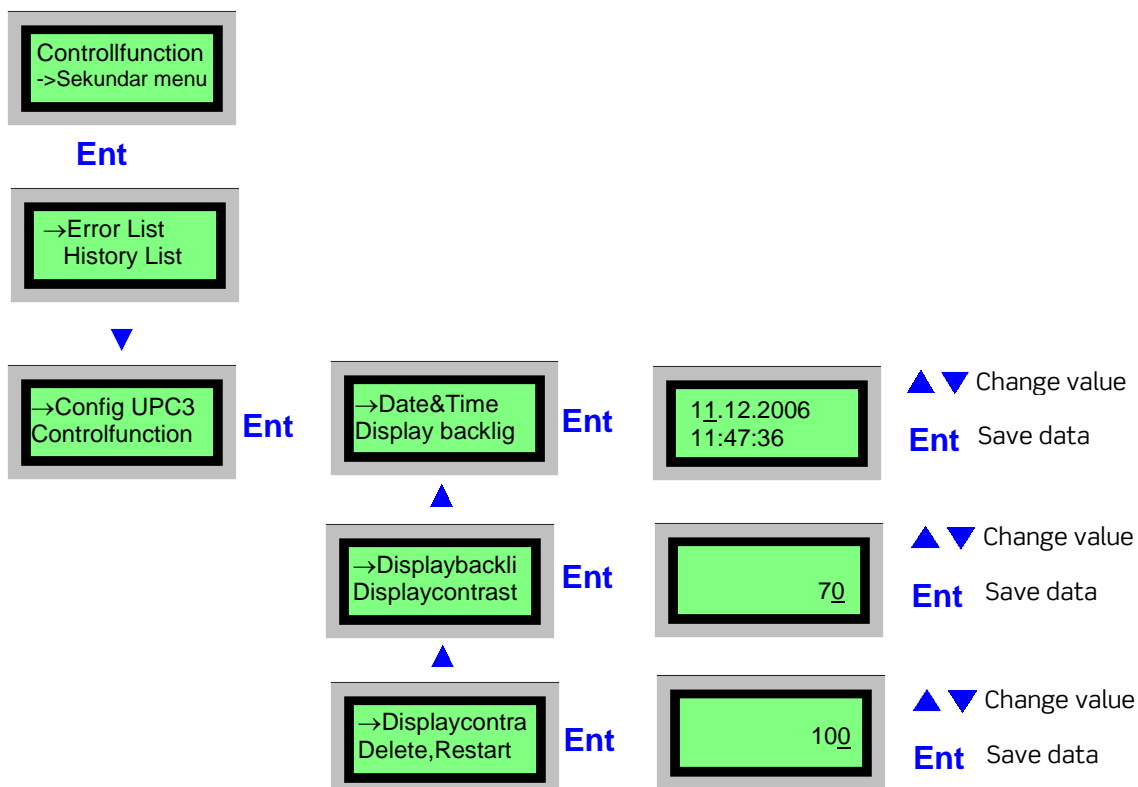 Controllfunction
->Sekundar menu
Ent
→Error List
History List
→Config UPC3
Controlfunction
Ent
→Date&Time
Display backlig
Ent
11.12.2006
11:47:36
Change value
Ent Save data
→Displaybackli
Displaycontrast
Ent
70
Change value
Ent Save data
→Displaycontra
Delete,Restart
Ent
100
Change value
Ent Save data